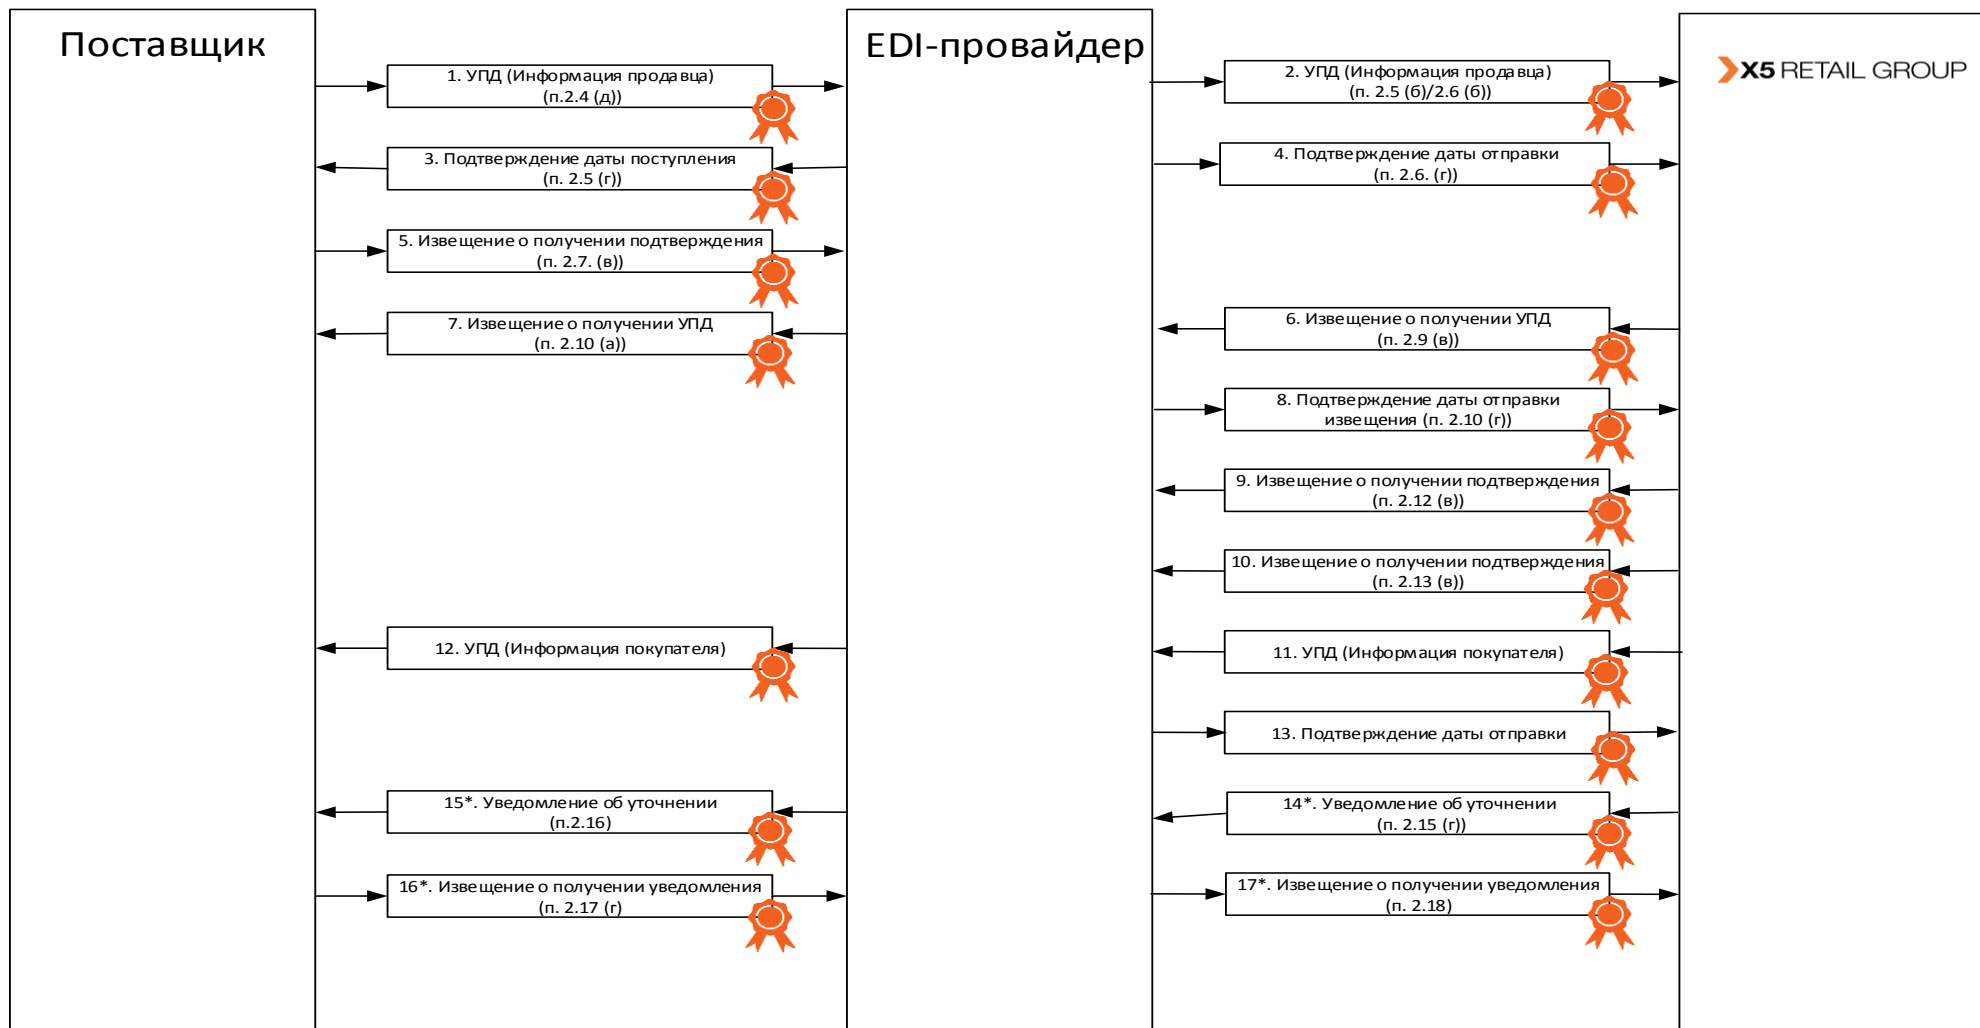 Поставщик
EDI-провайдер
X5 RETAIL GROUP
1. УПД (Информация продавца)
(п.2.4 (д))
2. УПД (Информация продавца)
(п. 2.5 (б)/2.6 (б))
3. Подтверждение даты поступления
(п. 2.5 (г))
4. Подтверждение даты отправки
(п. 2.6. (г))
5. Извещение о получении подтверждения
(п. 2.7. (в))
7. Извещение о получении УПД
(п. 2.10 (а))
6. Извещение о получении УПД
(п. 2.9 (в))
8. Подтверждение даты отправки
извещения (п. 2.10 (г))
9. Извещение о получении подтверждения
(п. 2.12 (в))
10. Извещение о получении подтверждения
(п. 2.13 (в))
12. УПД (Информация покупателя)
11. УПД (Информация покупателя)
13. Подтверждение даты отправки
15*. Уведомление об уточнении
(п.2.16)
14*. Уведомление об уточнении
(п. 2.15 (г))
16*. Извещение о получении уведомления
(п. 2.17 (г)
17*. Извещение о получении уведомления
(п. 2.18)